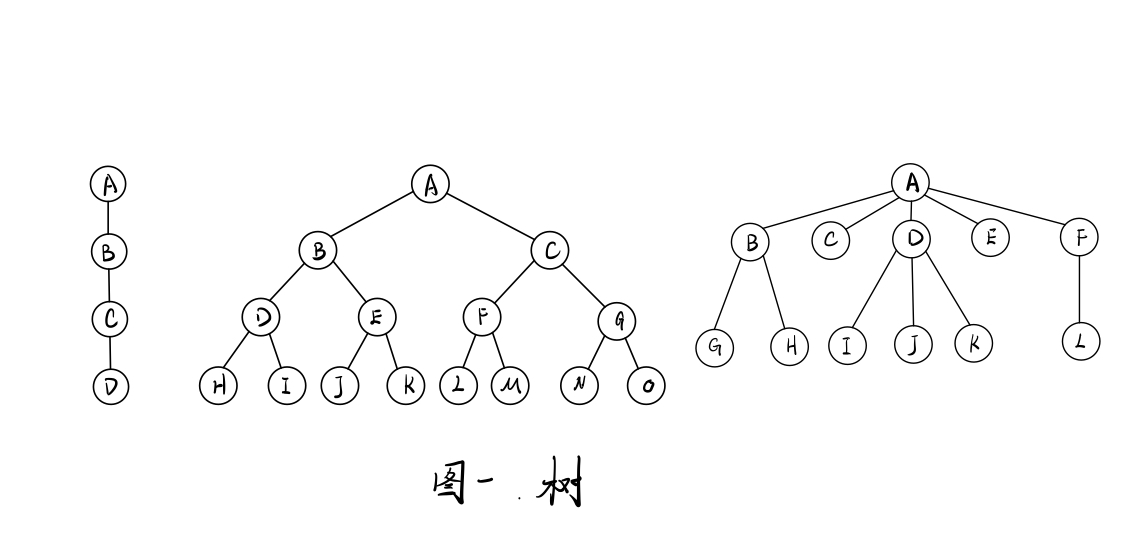 A A A
B B C B C D E F
C D E F G G H I J K L
D H I J K L M N O
图一 . 树